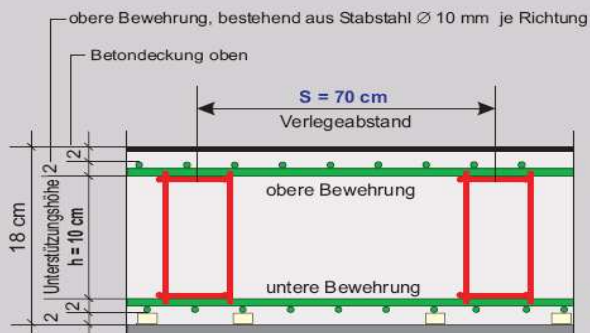 obere Bewehrung, bestehend aus Stabstahl ∅ 10 mm je Richtung
Betondeckung oben
S = 70 cm
Verlegeabstand
2
2
obere Bewehrung
18 cm
Unterstützungshöhe
h = 10 cm
untere Bewehrung
2
2